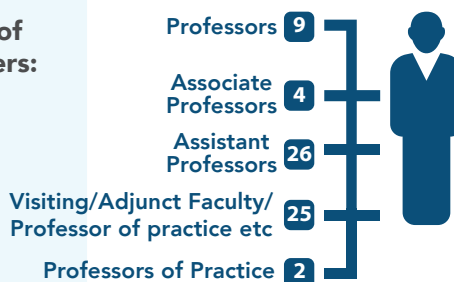 of
ers:
Professors 9
Associate
Professors 4
Assistant
Professors 26
Visiting/Adjunct Faculty/
Professor of practice etc 25
Professors of Practice 2